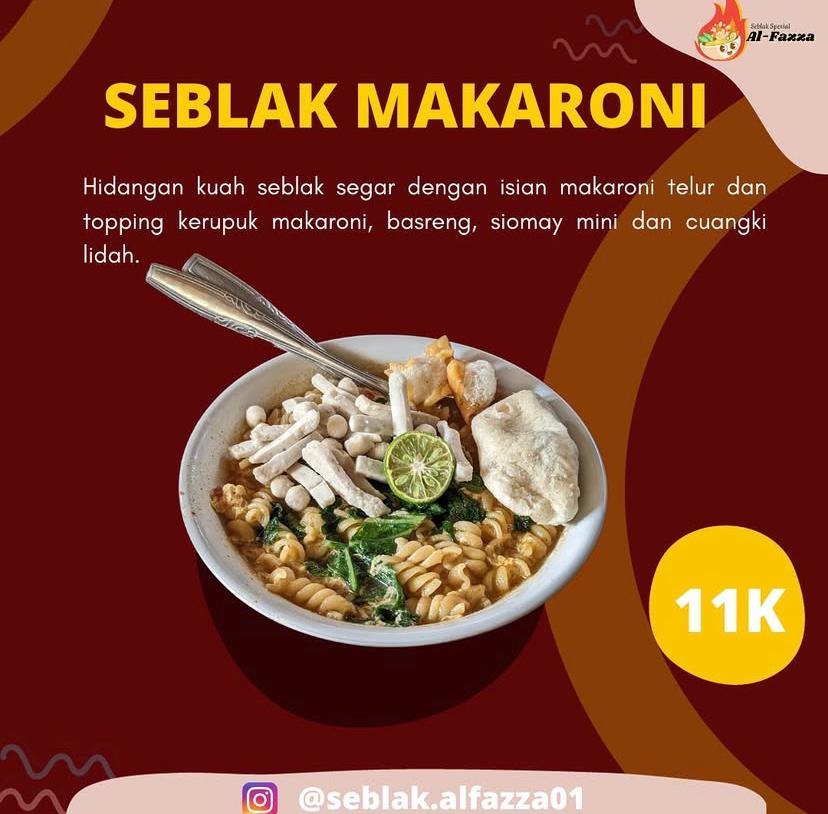 Seblak Spesial
Al-Fazza
SEBLAK MAKARONI
Hidangan kuah seblak segar dengan isian makaroni telur dan
topping kerupuk makaroni, basreng, siomay mini dan cuangki
lidah.
11K
@seblak.alfazza01